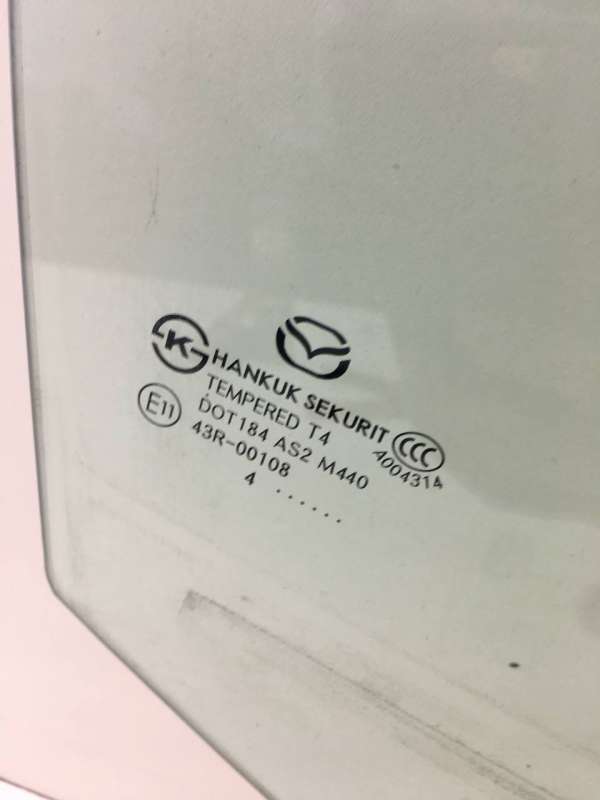 K
HANKUK SEKURIT
TEMPERED T4
E11
DOT184 AS2 M440
43R-00108
CCC
4004314
4 ......